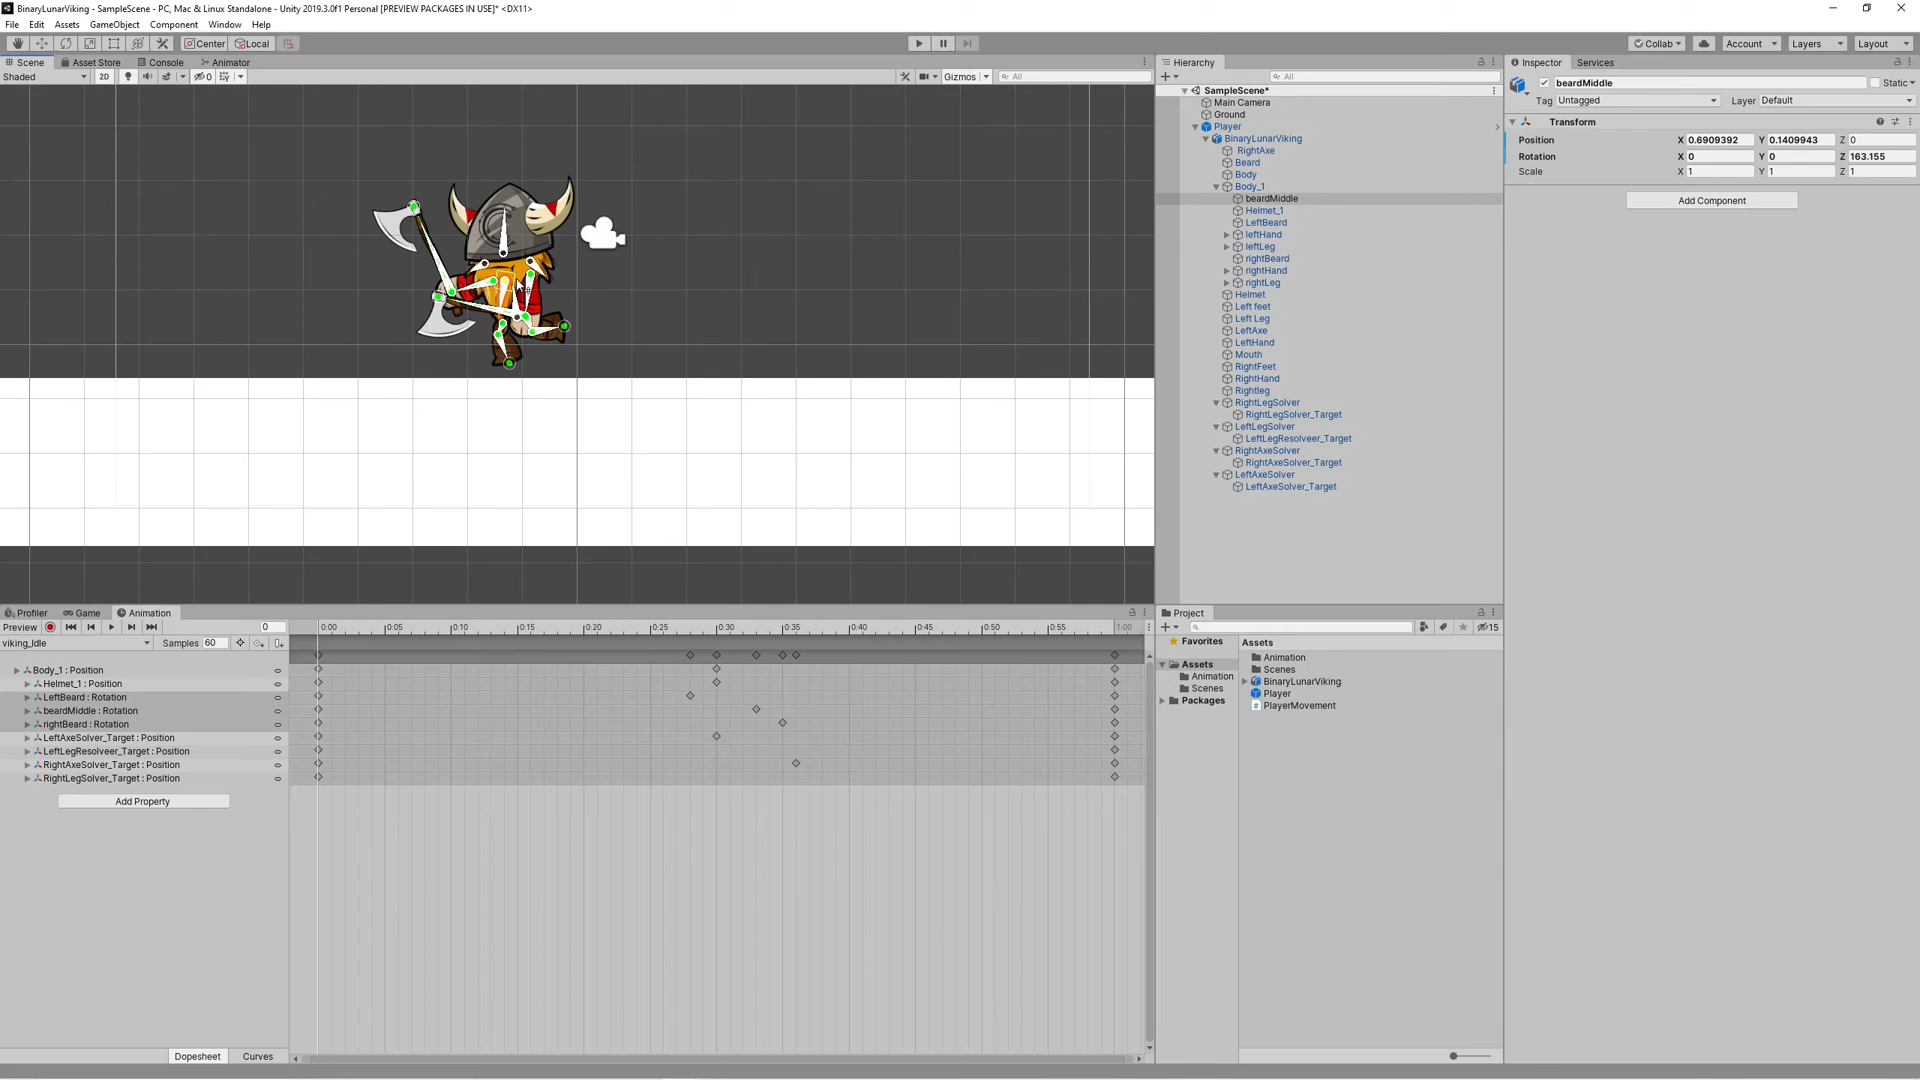 BinaryLunarViking - SampleScene - PC, Mac & Linux Standalone - Unity 2019.3.0f1 Personal [PREVIEW PACKAGES IN USE]* <DX11>
File Edit Assets GameObject Component Window Help
Center Local Collab Account Layers Layout
Scene Asset Store Console Animator
Shaded 2D 0 Gizmos All
Hierarchy
All
SampleScene*
Main Camera
Ground
Player
BinaryLunarViking
RightAxe
Beard
Body
Body_1
beardMiddle
Helmet_1
LeftBeard
leftHand
leftLeg
rightBeard
rightHand
rightLeg
Helmet
Left feet
Left Leg
LeftAxe
LeftHand
Mouth
RightFeet
RightHand
Rightleg
RightLegSolver
RightLegSolver_Target
LeftLegSolver
LeftLegResolveer_Target
RightAxeSolver
RightAxeSolver_Target
LeftAxeSolver
LeftAxeSolver_Target
Inspector Services
beardMiddle Static
Tag Untagged Layer Default
Transform
Position X 0.6909392 Y 0.1409943 Z 0
Rotation X 0 Y 0 Z 163.155
Scale X 1 Y 1 Z 1
Add Component
Profiler Game Animation
Preview 0 0:00 0:05 0:10 0:15 0:20 0:25 0:30 0:35 0:40 0:45 0:50 0:55 1:00
viking_Idle Samples 60
Body_1 : Position
Helmet_1 : Position
LeftBeard : Rotation
beardMiddle : Rotation
rightBeard : Rotation
LeftAxeSolver_Target : Position
LeftLegResolveer_Target : Position
RightAxeSolver_Target : Position
RightLegSolver_Target : Position
Add Property
Dopesheet Curves
Project
15
Favorites
Assets
Animation
Scenes
Packages
Assets
Animation
Scenes
BinaryLunarViking
Player
PlayerMovement